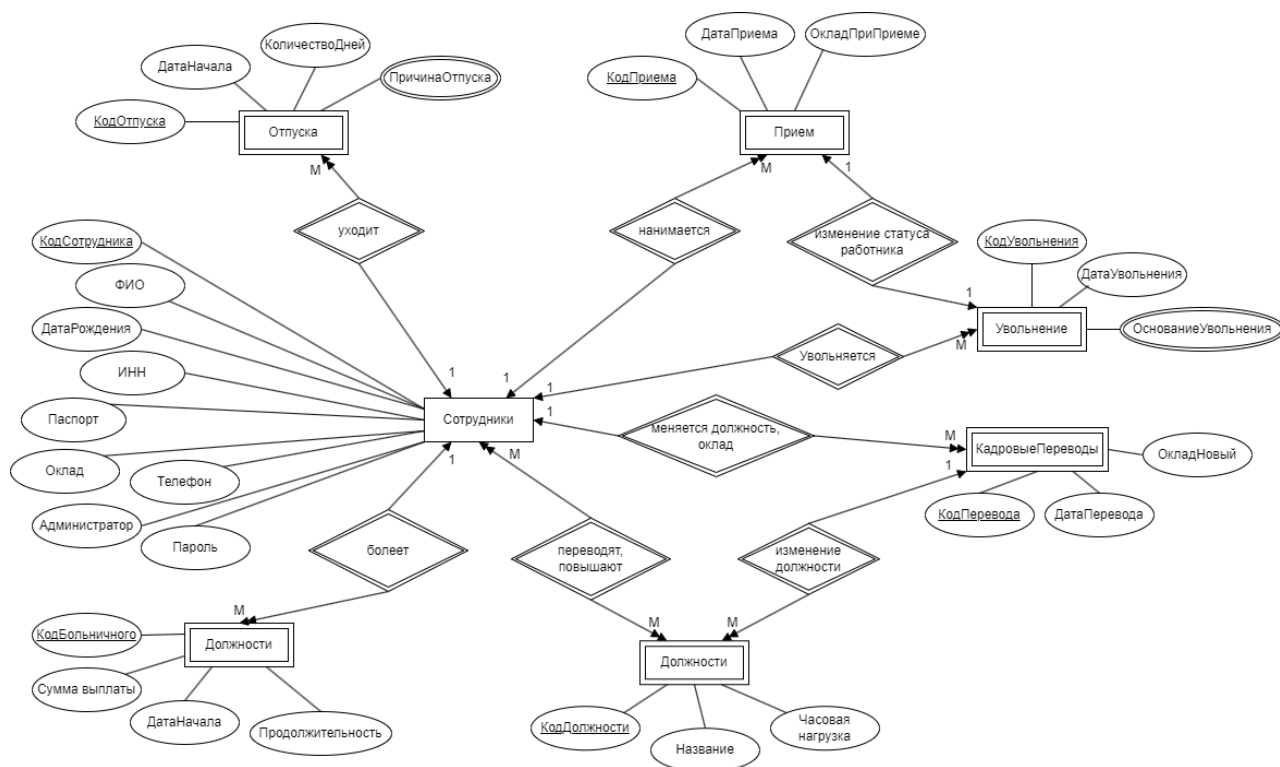 КоличествоДней
ДатаНачала
ПричинаОтпуска
КодОтпуска
Отпуска
М
уходит
1
ДатаПриема
ОкладПриПриеме
КодПриема
Прием
М
1
нанимается
изменение статуса
работника
1
1
КодУвольнения
ДатаУвольнения
Увольнение
ОснованиеУвольнения
Увольняется
М
1
КодСотрудника
ФИО
ДатаРождения
ИНН
Паспорт
Оклад
Телефон
Администратор
Пароль
Сотрудники
1
меняется должность,
оклад
М
КадровыеПереводы
ОкладНовый
КодПеревода
ДатаПеревода
1
М
1
болеет
переводят,
повышают
изменение
должности
М
М
М
КодБольничного
Должности
Сумма выплаты
ДатаНачала
Продолжительность
Должности
КодДолжности
Название
Часовая
нагрузка